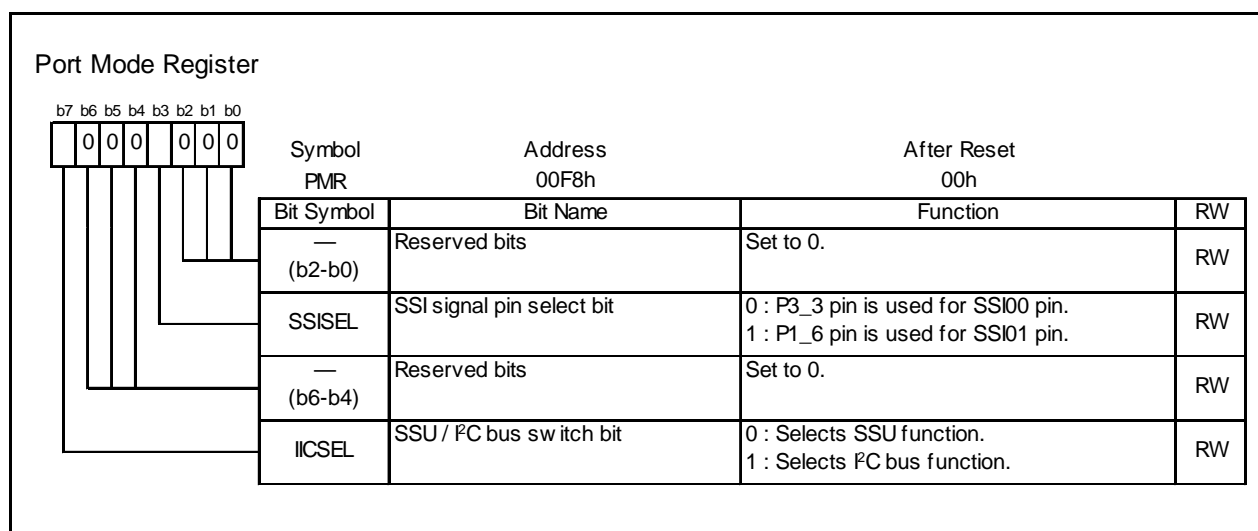 Port Mode Register
b7 b6 b5 b4 b3 b2 b1 b0
0 0 0 0 0 0
Symbol Address After Reset
PMR 00F8h 00h
Bit Symbol Bit Name Function RW
— (b2-b0) Reserved bits Set to 0. RW
SSISEL SSI signal pin select bit 0 : P3_3 pin is used for SSI00 pin. RW
1 : P1_6 pin is used for SSI01 pin.
— (b6-b4) Reserved bits Set to 0. RW
IICSEL SSU / I²C bus switch bit 0 : Selects SSU function. RW
1 : Selects I²C bus function.